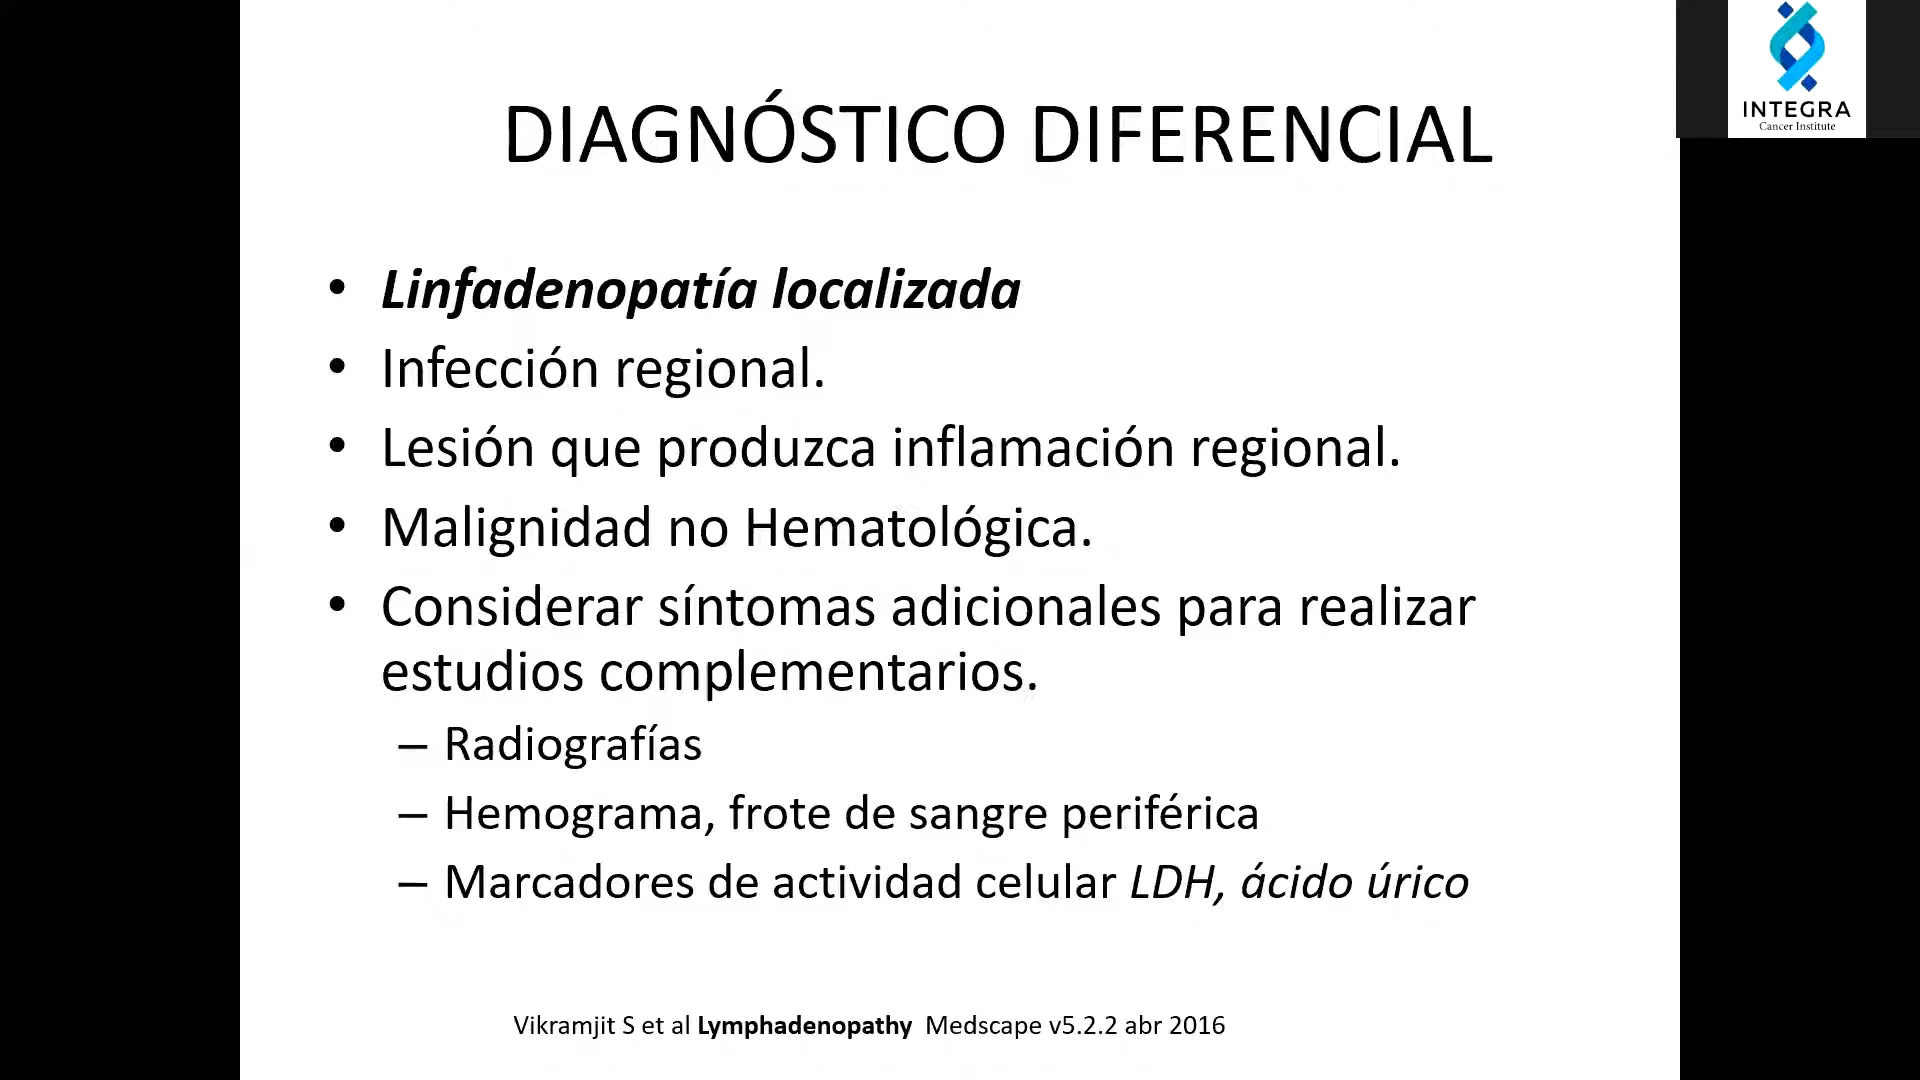 INTEGRA
Cancer Institute
DIAGNÓSTICO DIFERENCIAL
• Linfadenopatía localizada
• Infección regional.
• Lesión que produzca inflamación regional.
• Malignidad no Hematológica.
• Considerar síntomas adicionales para realizar
estudios complementarios.
– Radiografías
– Hemograma, frote de sangre periférica
– Marcadores de actividad celular LDH, ácido úrico
Vikramjit S et al Lymphadenopathy Medscape v5.2.2 abr 2016